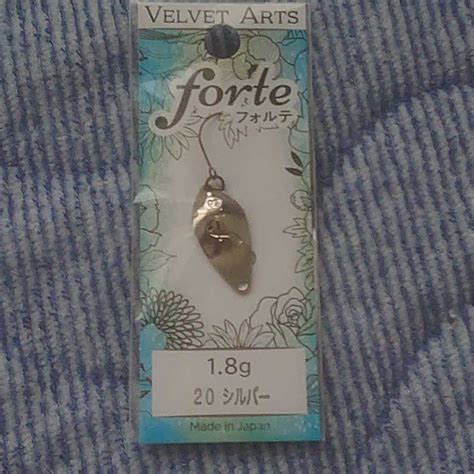 VELVET ARTS
forte
フォルテ
1.8g
20 シルバー
Made in Japan